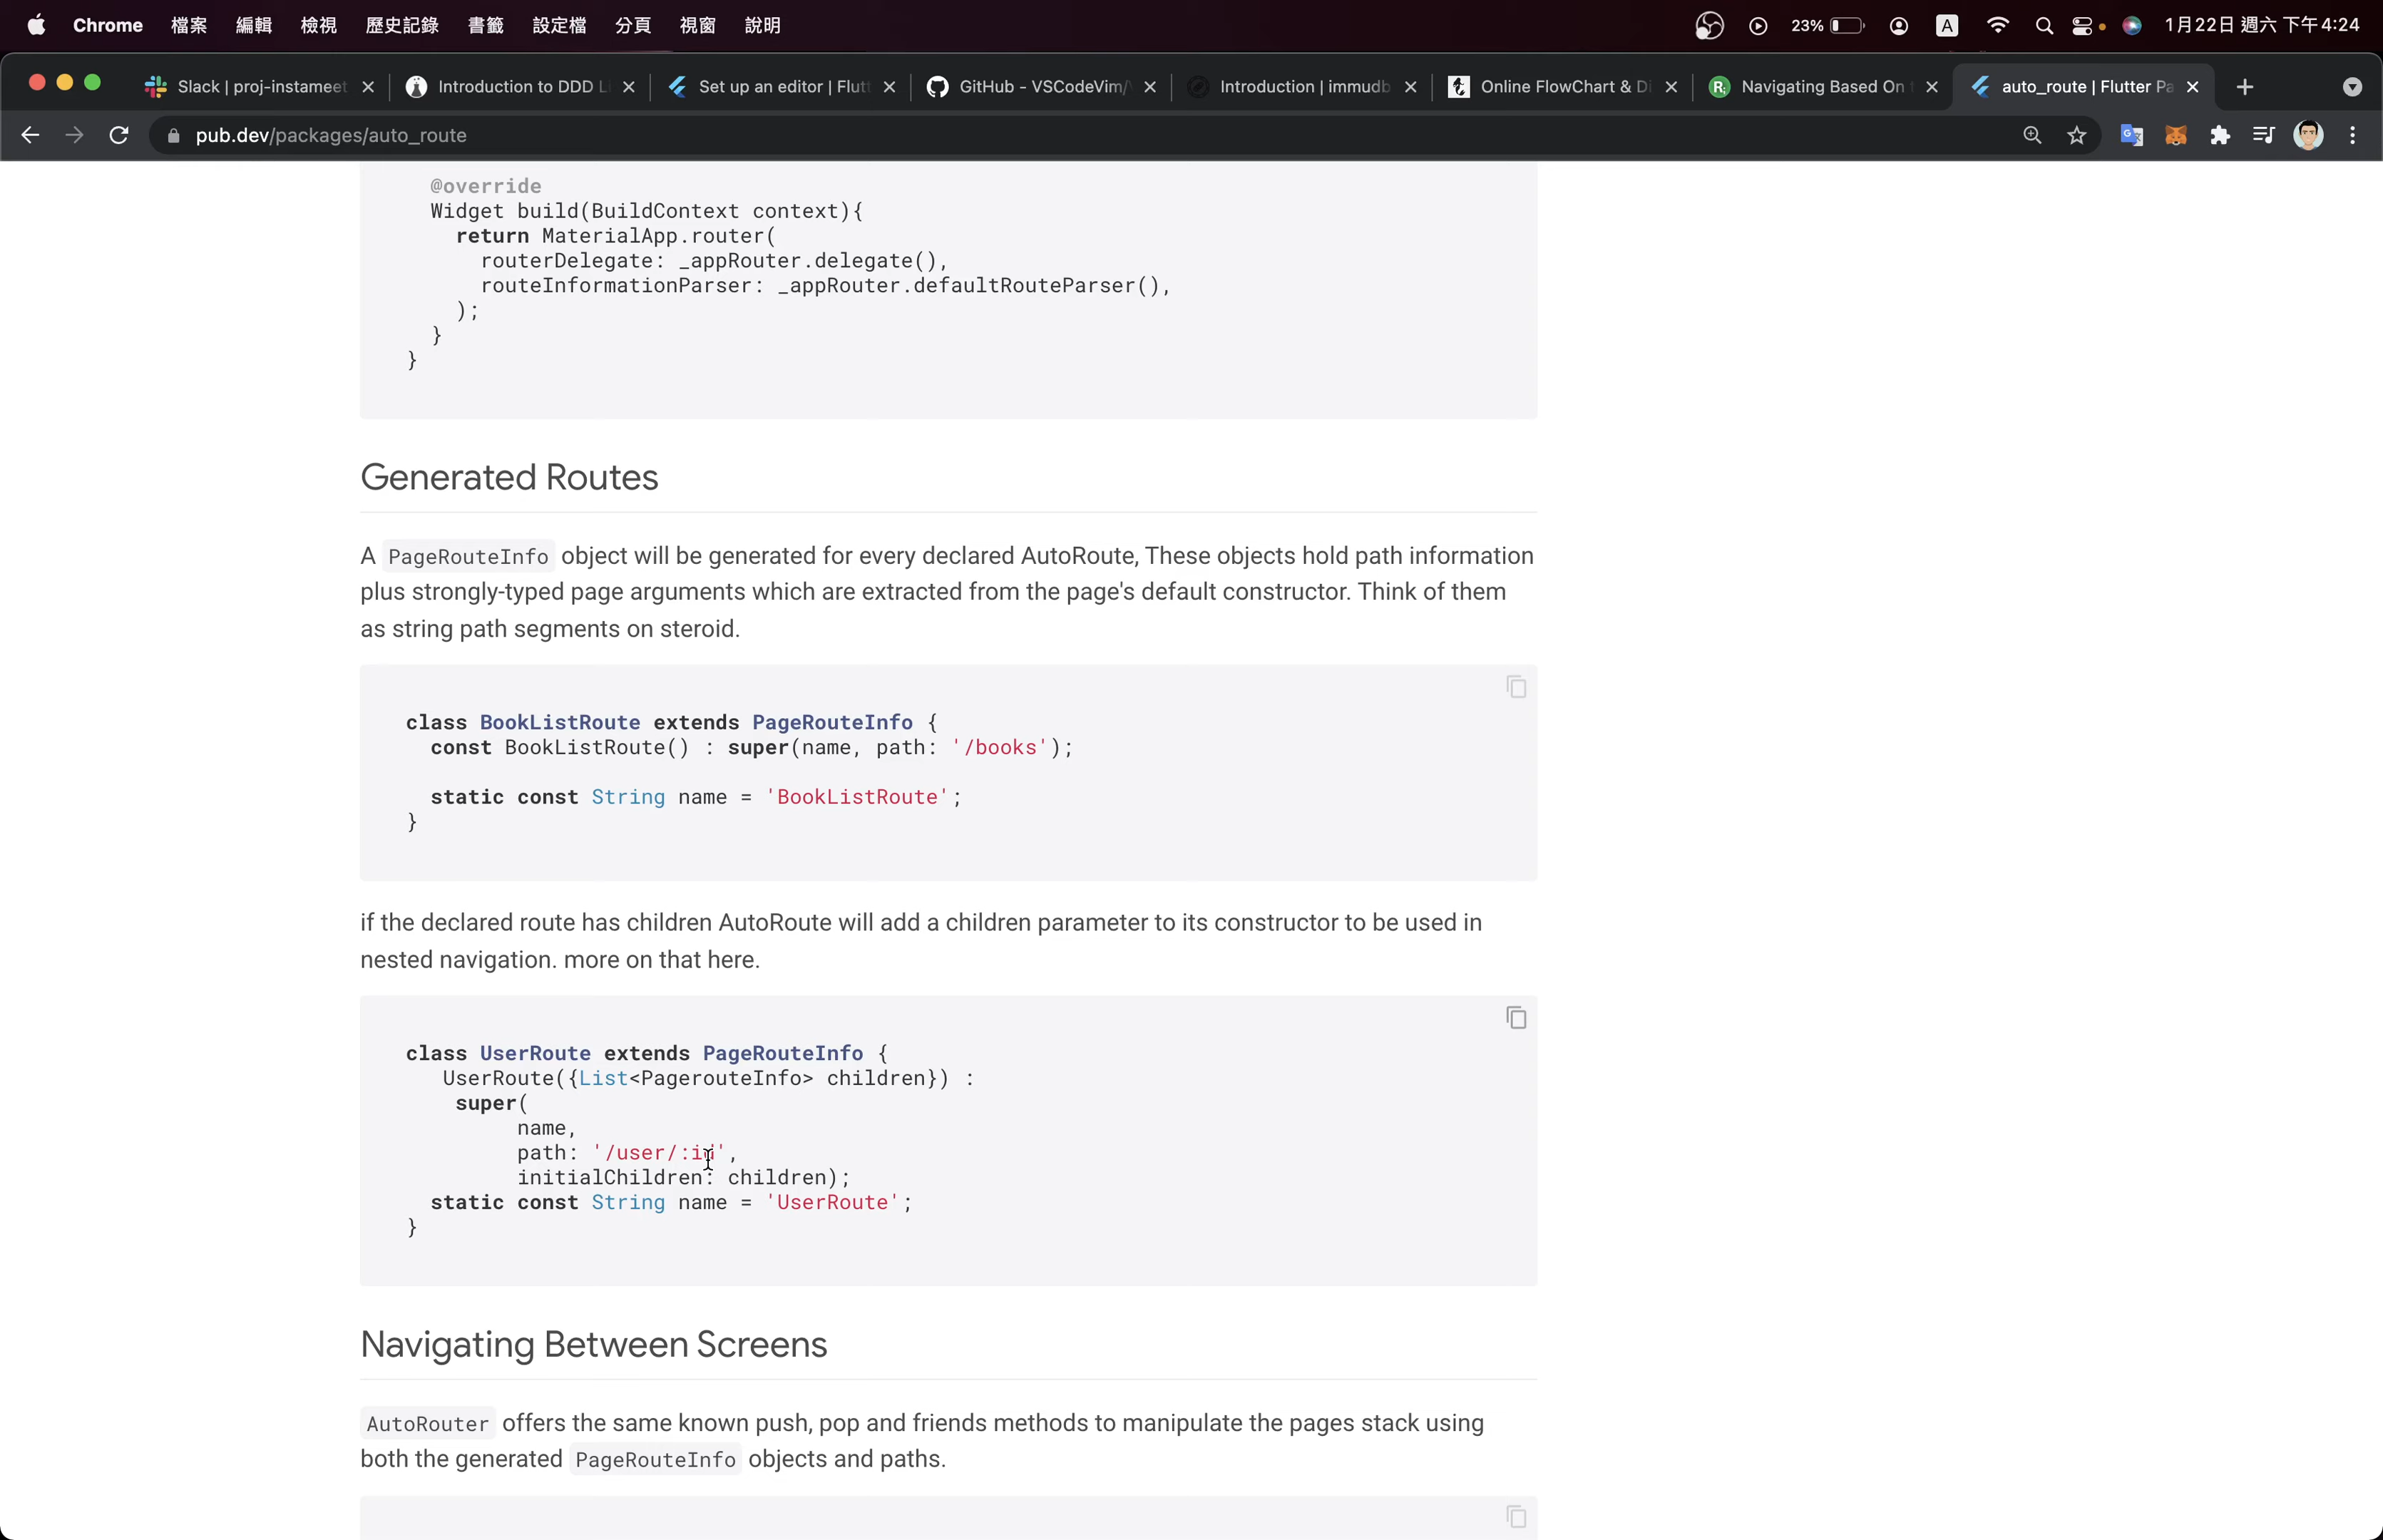 Chrome 檔案 編輯 檢視 歷史記錄 書籤 設定檔 分頁 視窗 說明 23% A 1月22日 週六 下午4:24
Slack | proj-instameet Introduction to DDD Li Set up an editor | Flutt GitHub - VSCodeVim/ Introduction | immudb Online FlowChart & Di Navigating Based On auto_route | Flutter Pa
pub.dev/packages/auto_route
@override
Widget build(BuildContext context){
return MaterialApp.router(
routerDelegate: _appRouter.delegate(),
routeInformationParser: _appRouter.defaultRouteParser(),
);
}
}
Generated Routes
A PageRouteInfo object will be generated for every declared AutoRoute, These objects hold path information
plus strongly-typed page arguments which are extracted from the page's default constructor. Think of them
as string path segments on steroid.
class BookListRoute extends PageRouteInfo {
const BookListRoute() : super(name, path: '/books');
static const String name = 'BookListRoute';
}
if the declared route has children AutoRoute will add a children parameter to its constructor to be used in
nested navigation. more on that here.
class UserRoute extends PageRouteInfo {
UserRoute({List<PagerouteInfo> children}) :
super(
name,
path: '/user/:id',
initialChildren: children);
static const String name = 'UserRoute';
}
Navigating Between Screens
AutoRouter offers the same known push, pop and friends methods to manipulate the pages stack using
both the generated PageRouteInfo objects and paths.